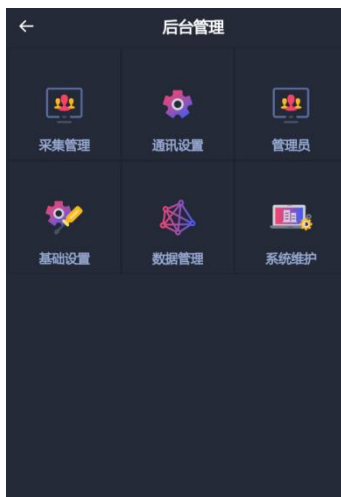 后台管理
采集管理
通讯设置
管理员
基础设置
数据管理
系统维护